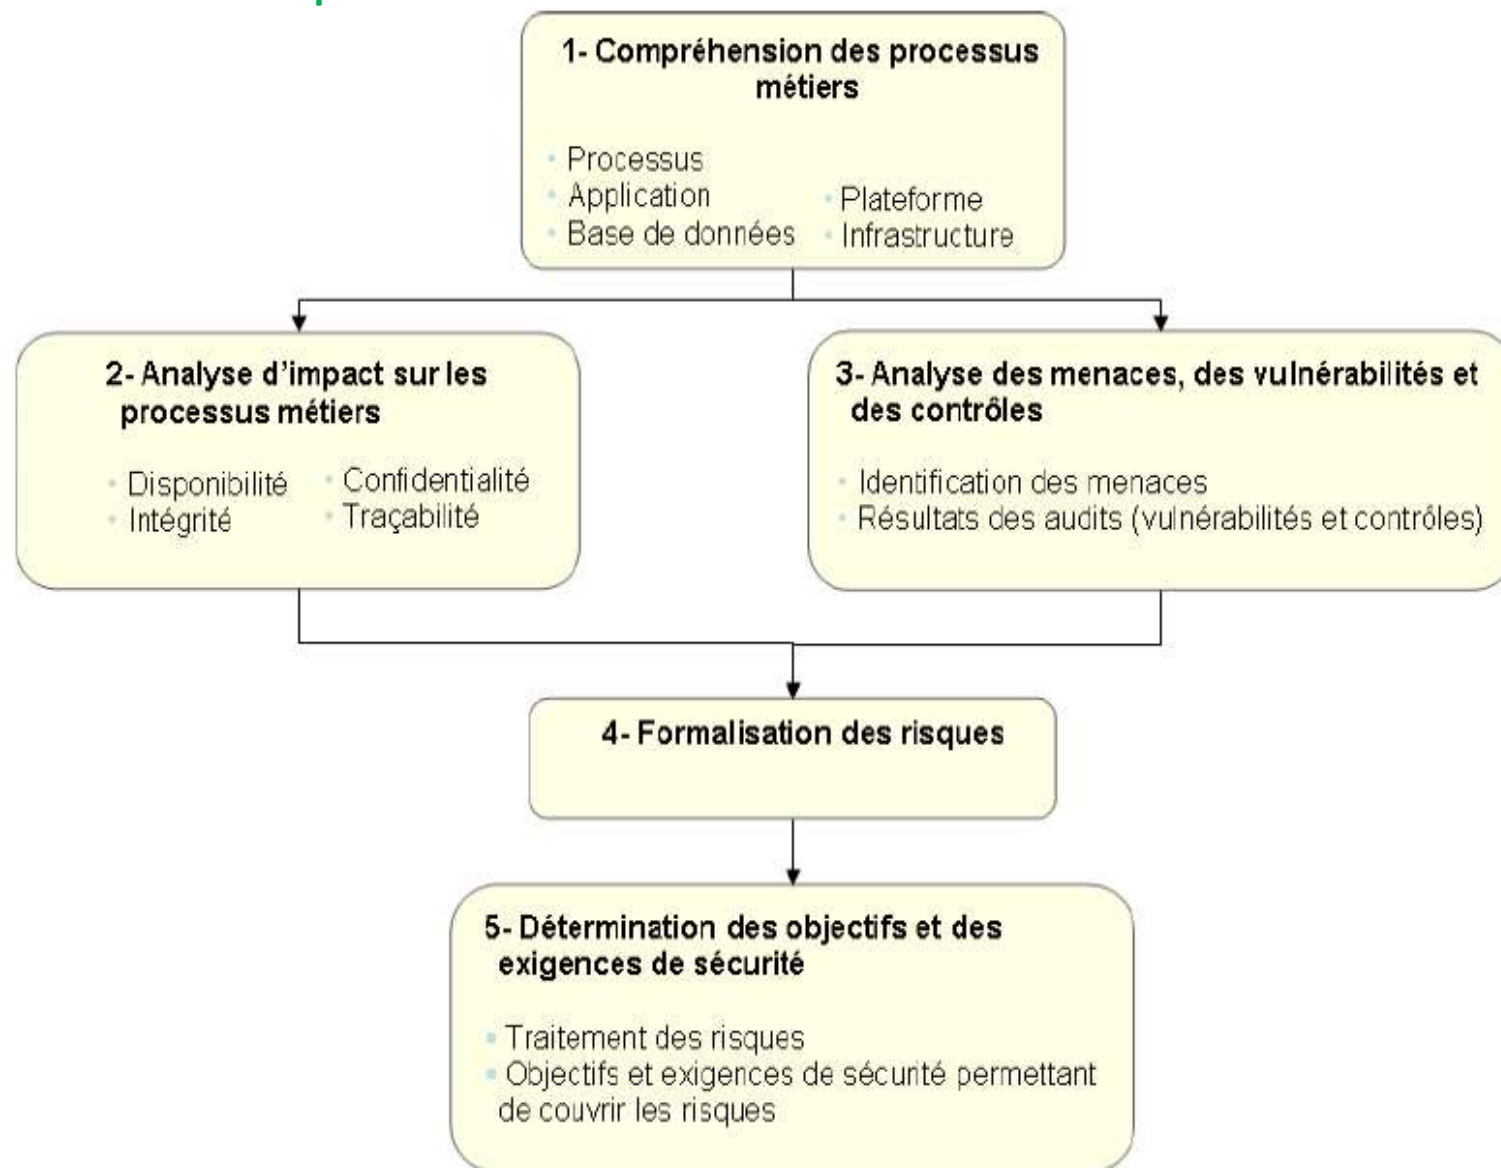 1- Compréhension des processus
métiers
Processus
Application
Base de données
Plateforme
Infrastructure
2- Analyse d'impact sur les
processus métiers
Disponibilité
Intégrité
Confidentialité
Traçabilité
3- Analyse des menaces, des vulnérabilités et
des contrôles
Identification des menaces
Résultats des audits (vulnérabilités et contrôles)
4- Formalisation des risques
5- Détermination des objectifs et des
exigences de sécurité
Traitement des risques
Objectifs et exigences de sécurité permettant
de couvrir les risques